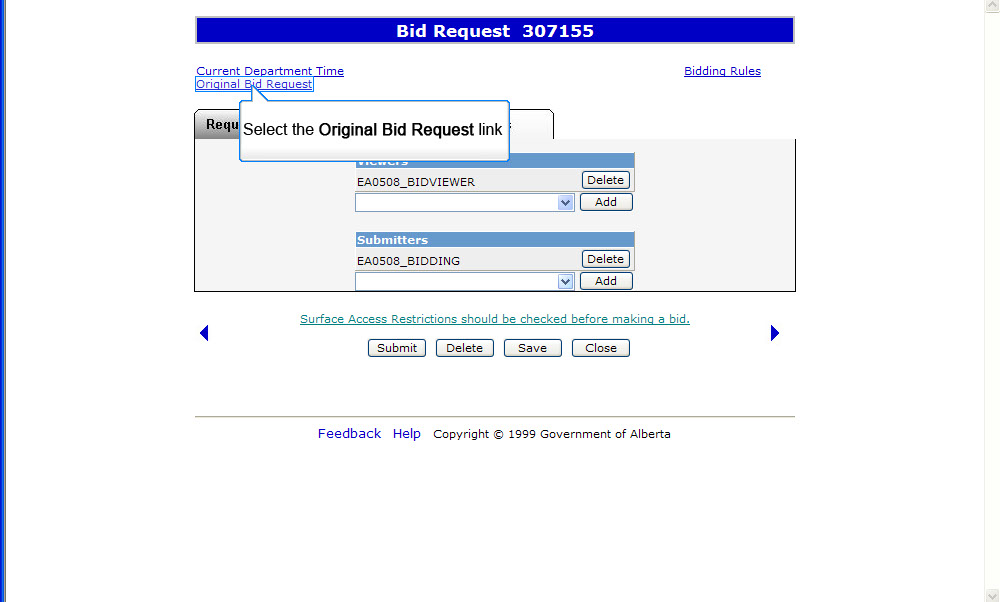 Bid Request 307155
Current Department Time
Bidding Rules
Original Bid Request
Select the Original Bid Request link
Viewers
EA0508_BIDVIEWER
Delete
Add
Submitters
EA0508_BIDDING
Delete
Add
Surface Access Restrictions should be checked before making a bid.
Submit Delete Save Close
Feedback Help Copyright © 1999 Government of Alberta